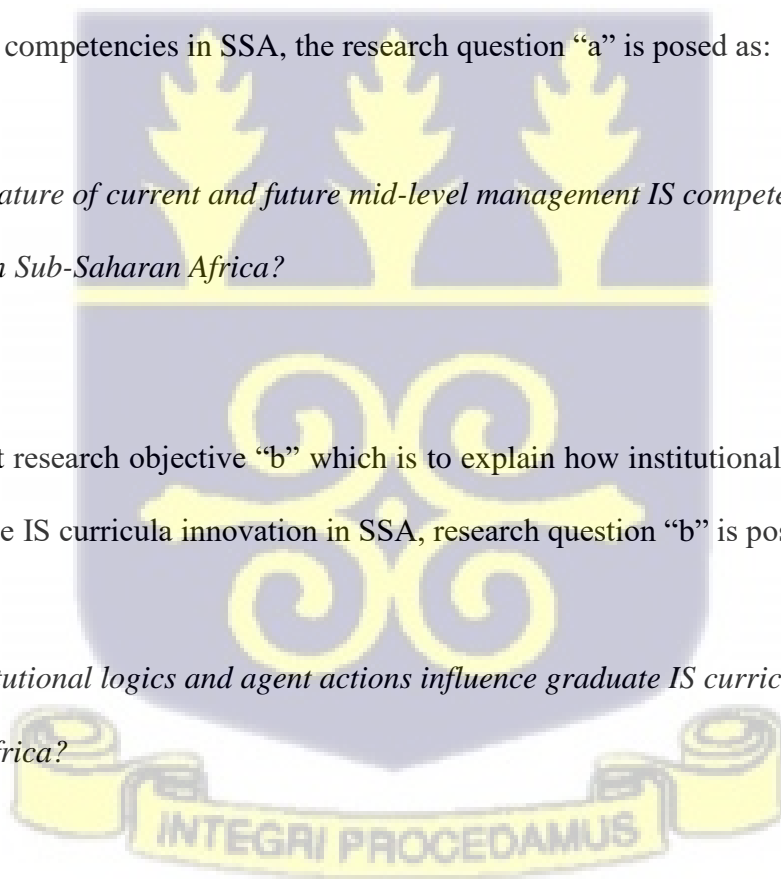 competencies in SSA, the research question “a” is posed as:
ature of current and future mid-level management IS compete
n Sub-Saharan Africa?
t research objective “b” which is to explain how institutional
e IS curricula innovation in SSA, research question “b” is pos
tutional logics and agent actions influence graduate IS curric
frica?
INTEGRI PROCEDAMUS